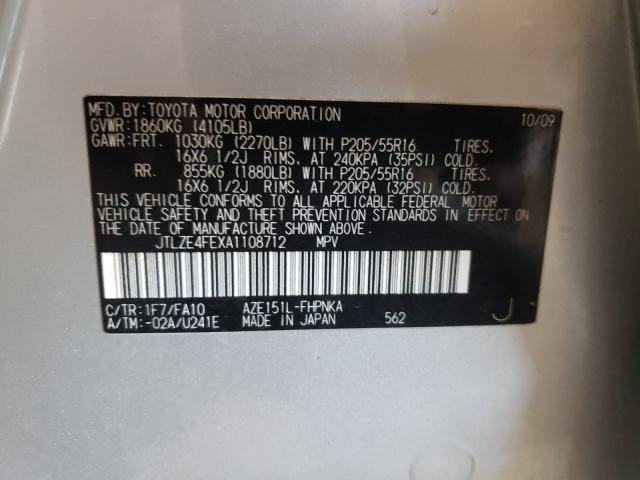 MFD. BY: TOYOTA MOTOR CORPORATION 10/09
GVWR: 1860KG (4105LB)
GAWR: FRT. 1030KG (2270LB) WITH P205/55R16 TIRES.
16X6 1/2J RIMS. AT 240KPA (35PSI) COLD.
RR. 855KG (1880LB) WITH P205/55R16 TIRES.
16X6 1/2J RIMS. AT 220KPA (32PSI) COLD.
THIS VEHICLE CONFORMS TO ALL APPLICABLE FEDERAL MOTOR
VEHICLE SAFETY AND THEFT PREVENTION STANDARDS IN EFFECT ON
THE DATE OF MANUFACTURE SHOWN ABOVE.
JTLZE4FEXA1108712 MPV
C/TR: 1F7/FA10 AZE151L-FHPNKA
A/TM: -02A/U241E MADE IN JAPAN 562 J